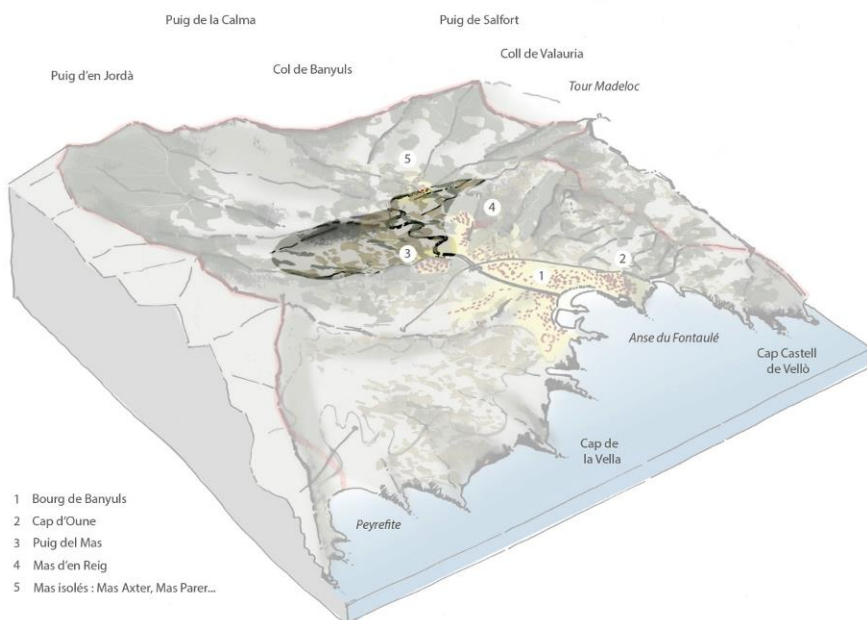 Puig de la Calma
Puig de Salfort
Puig d'en Jordà
Col de Banyuls
Coll de Valauria
Tour Madeloc
5
4
3
2
1
Anse du Fontaulé
Cap Castell
de Vellò
Cap de
la Vella
Peyrefite
1 Bourg de Banyuls
2 Cap d'Oune
3 Puig del Mas
4 Mas d'en Reig
5 Mas isolés : Mas Axter, Mas Parer...